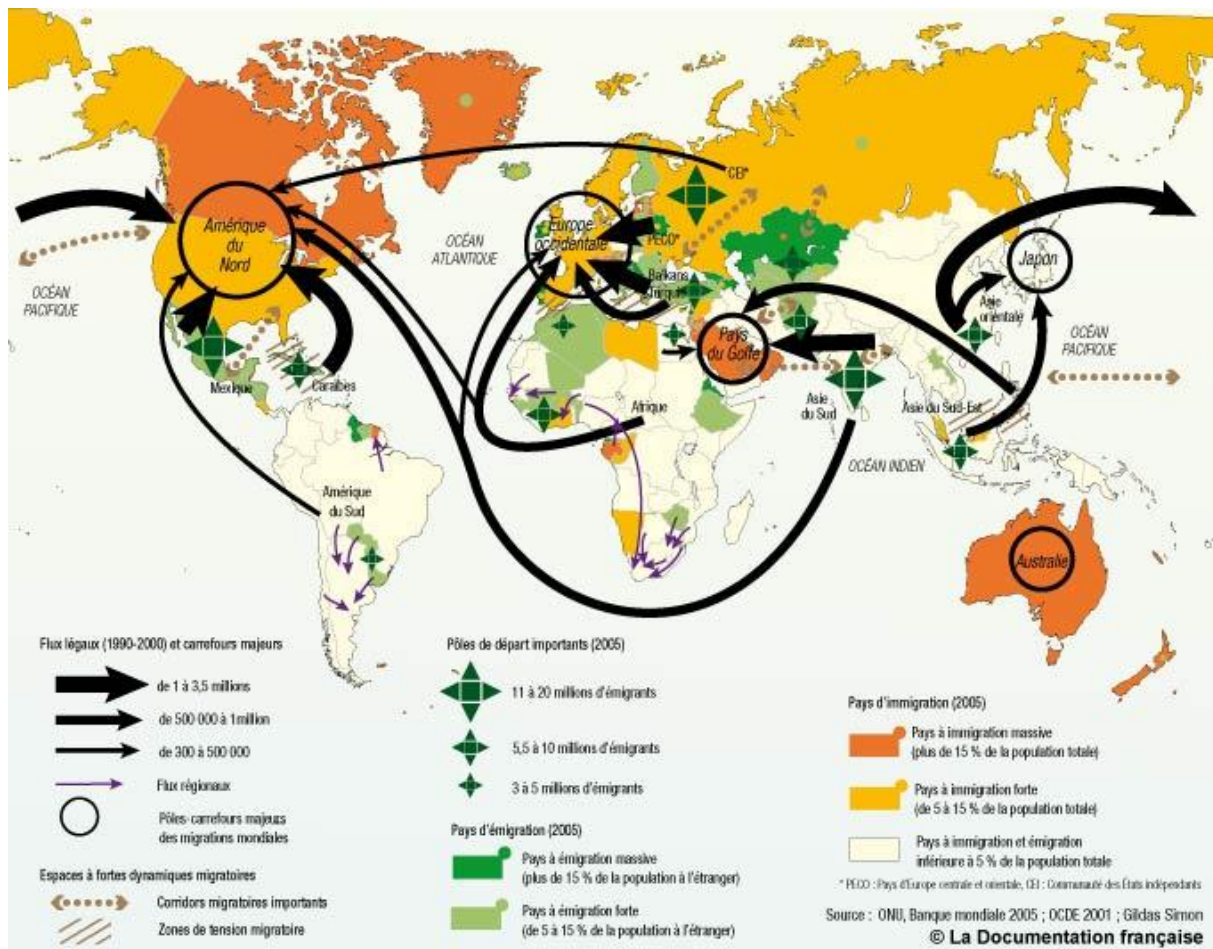 CEI*
Amérique
du
Nord
Europe
occidentale
PECO*
OCÉAN
ATLANTIQUE
Japon
OCÉAN
PACIFIQUE
Balkans
Turquie
Asie
orientale
Pays
du Golfe
OCÉAN
PACIFIQUE
Mexique
Caraïbes
Afrique
Asie
du Sud
Asie du Sud-Est
OCÉAN INDIEN
Amérique
du Sud
Australie
Flux légaux (1990-2000) et carrefours majeurs
de 1 à 3,5 millions
de 500 000 à 1 million
de 300 à 500 000
Flux régionaux
Pôles-carrefours majeurs
des migrations mondiales
Espaces à fortes dynamiques migratoires
Corridors migratoires importants
Zones de tension migratoire
Pôles de départ importants (2005)
11 à 20 millions d'émigrants
5,5 à 10 millions d'émigrants
3 à 5 millions d'émigrants
Pays d'émigration (2005)
Pays à émigration massive
(plus de 15 % de la population à l'étranger)
Pays à émigration forte
(de 5 à 15 % de la population à l'étranger)
Pays d'immigration (2005)
Pays à immigration massive
(plus de 15 % de la population totale)
Pays à immigration forte
(de 5 à 15 % de la population totale)
Pays à immigration et émigration
inférieure à 5 % de la population totale
* PECO : Pays d'Europe centrale et orientale, CEI : Communauté des États indépendants
Source : ONU, Banque mondiale 2005 ; OCDE 2001 ; Gildas Simon
© La Documentation française